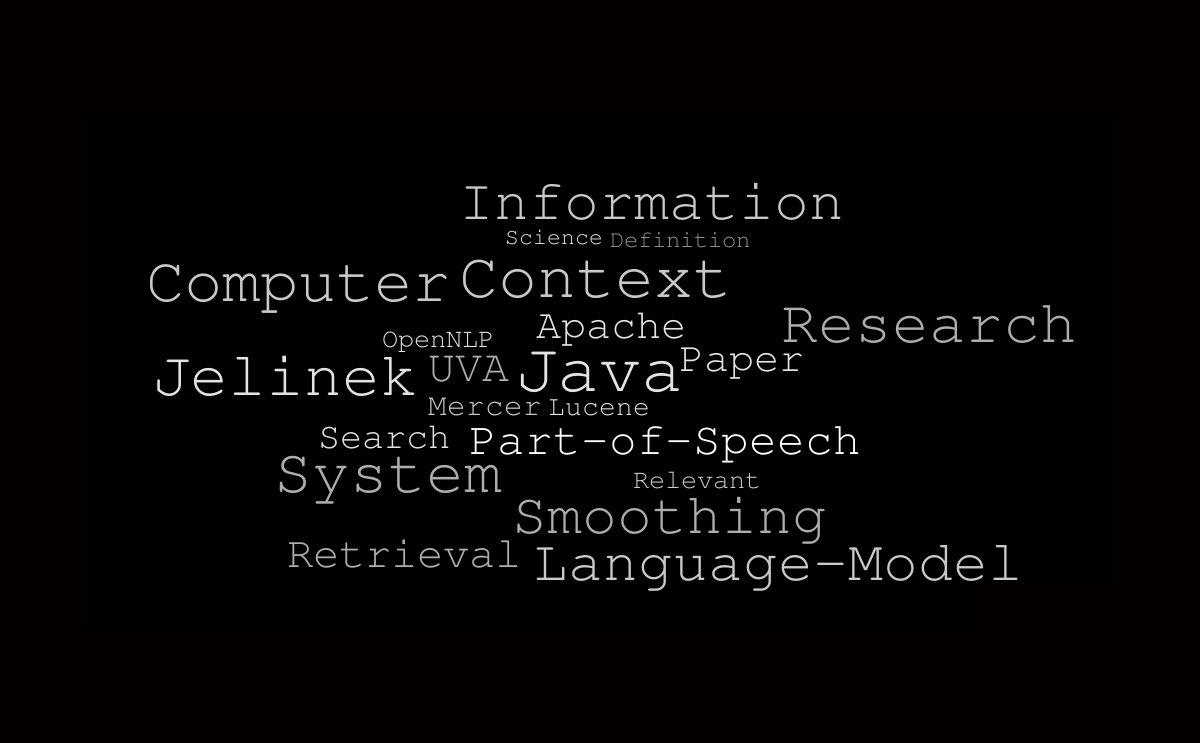 Information
Science Definition
Computer Context
Apache Research
OpenNLP
Jelinek UVA Java Paper
Mercer Lucene
Search Part-of-Speech
System Relevant
Smoothing
Retrieval Language-Model